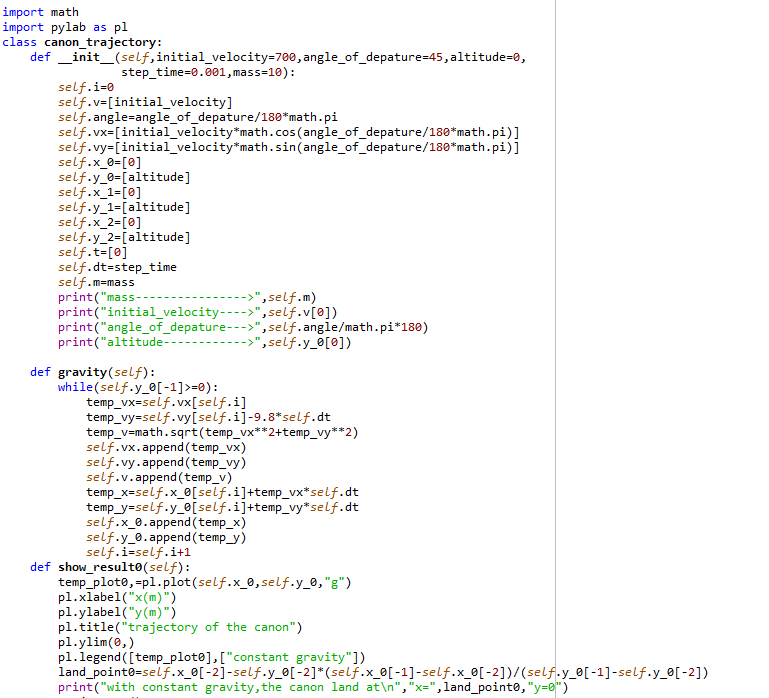 import math
import pylab as pl
class canon_trajectory:
    def __init__(self,initial_velocity=700,angle_of_depature=45,altitude=0,
                 step_time=0.001,mass=10):
        self.i=0
        self.v=[initial_velocity]
        self.angle=angle_of_depature/180*math.pi
        self.vx=[initial_velocity*math.cos(angle_of_depature/180*math.pi)]
        self.vy=[initial_velocity*math.sin(angle_of_depature/180*math.pi)]
        self.x_0=[0]
        self.y_0=[altitude]
        self.x_1=[0]
        self.y_1=[altitude]
        self.x_2=[0]
        self.y_2=[altitude]
        self.t=[0]
        self.dt=step_time
        self.m=mass
        print("mass---------------->",self.m)
        print("initial_velocity---->",self.v[0])
        print("angle_of_depature--->",self.angle/math.pi*180)
        print("altitude------------>",self.y_0[0])

    def gravity(self):
        while(self.y_0[-1]>=0):
            temp_vx=self.vx[self.i]
            temp_vy=self.vy[self.i]-9.8*self.dt
            temp_v=math.sqrt(temp_vx**2+temp_vy**2)
            self.vx.append(temp_vx)
            self.vy.append(temp_vy)
            self.v.append(temp_v)
            temp_x=self.x_0[self.i]+temp_vx*self.dt
            temp_y=self.y_0[self.i]+temp_vy*self.dt
            self.x_0.append(temp_x)
            self.y_0.append(temp_y)
            self.i=self.i+1
    def show_result0(self):
        temp_plot0,=pl.plot(self.x_0,self.y_0,"g")
        pl.xlabel("x(m)")
        pl.ylabel("y(m)")
        pl.title("trajectory of the canon")
        pl.ylim(0,)
        pl.legend([temp_plot0],["constant gravity"])
        land_point0=self.x_0[-2]-self.y_0[-2]*(self.x_0[-1]-self.x_0[-2])/(self.y_0[-1]-self.y_0[-2])
        print("with constant gravity,the canon land at\n","x=",land_point0,"y=0")